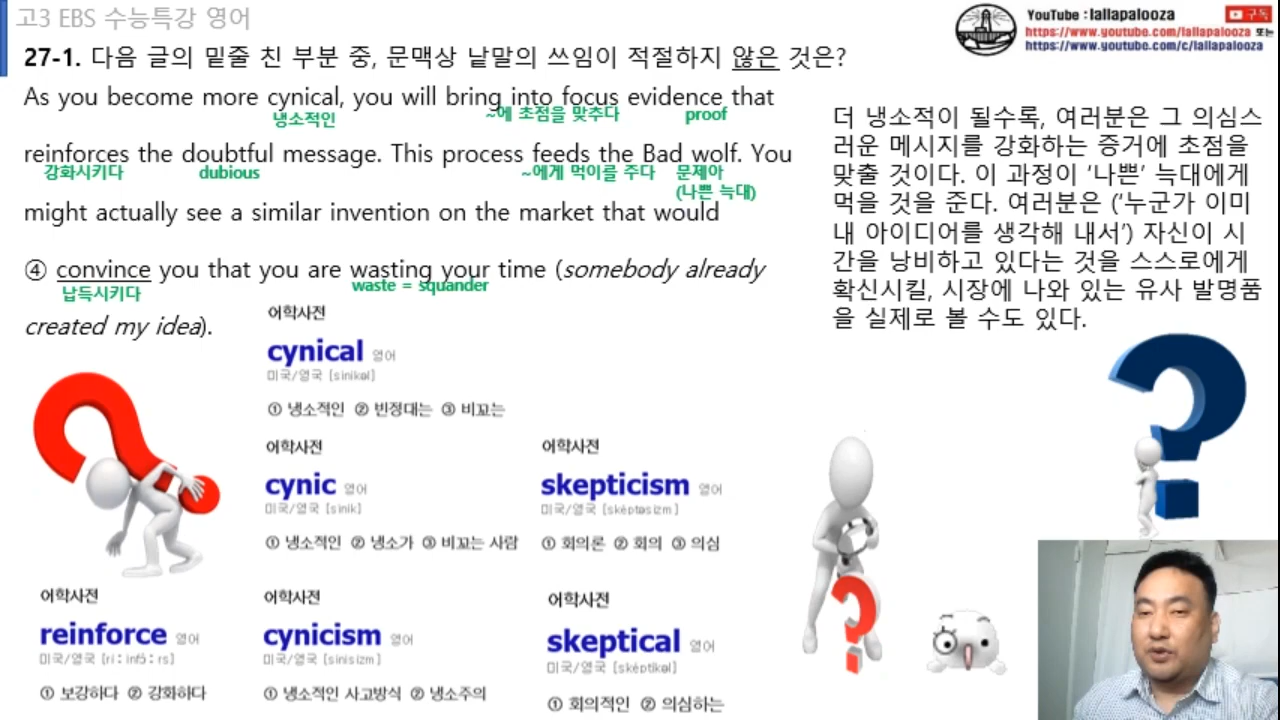 고3 EBS 수능특강 영어
YouTube : lallapalooza
구독
https://www.youtube.com/lallapalooza 또는
https://www.youtube.com/c/lallapalooza
27-1. 다음 글의 밑줄 친 부분 중, 문맥상 낱말의 쓰임이 적절하지 않은 것은?
As you become more cynical, you will bring into focus evidence that
냉소적인 ~에 초점을 맞추다 proof
reinforces the doubtful message. This process feeds the Bad wolf. You
강화시키다 dubious ~에게 먹이를 주다 문제아
(나쁜 늑대)
might actually see a similar invention on the market that would
④ convince you that you are wasting your time (somebody already
납득시키다 waste = squander
created my idea).
더 냉소적이 될수록, 여러분은 그 의심스
러운 메시지를 강화하는 증거에 초점을
맞출 것이다. 이 과정이 ‘나쁜’ 늑대에게
먹을 것을 준다. 여러분은 (‘누군가 이미
내 아이디어를 생각해 내서’) 자신이 시
간을 낭비하고 있다는 것을 스스로에게
확신시킬, 시장에 나와 있는 유사 발명품
을 실제로 볼 수도 있다.
어학사전
cynical 영어
미국/영국 [sínikəl]
① 냉소적인 ② 빈정대는 ③ 비꼬는
어학사전
cynic 영어
미국/영국 [sínik]
① 냉소적인 ② 냉소가 ③ 비꼬는 사람
어학사전
skepticism 영어
미국/영국 [sképtəsìzm]
① 회의론 ② 회의 ③ 의심
어학사전
reinforce 영어
미국/영국 [rìːinfɔ́ːrs]
① 보강하다 ② 강화하다
어학사전
cynicism 영어
미국/영국 [sínisìzm]
① 냉소적인 사고방식 ② 냉소주의
어학사전
skeptical 영어
미국/영국 [sképtikəl]
① 회의적인 ② 의심하는